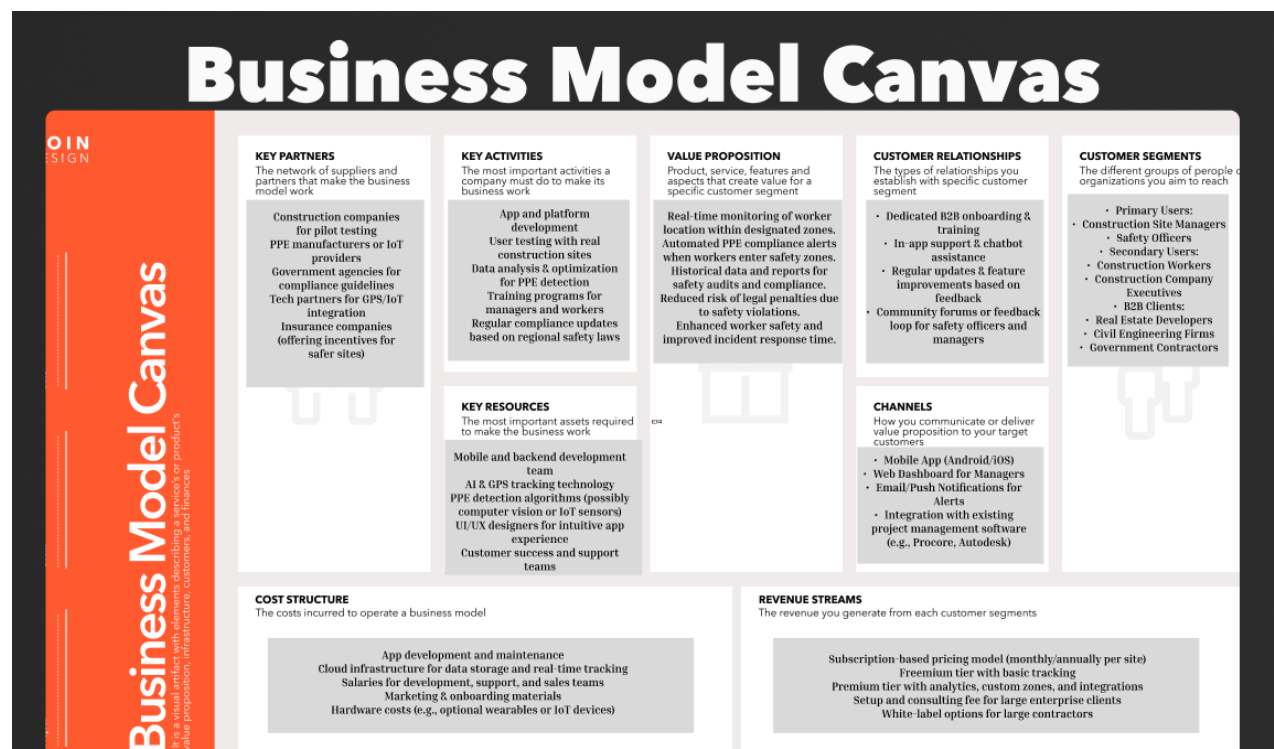 Business Model Canvas
OIN
ESIGN
Business Model Canvas
It is a visual artifact with elements describing a service's or product's
value proposition, infrastructure, customers, and finances
KEY PARTNERS
The network of suppliers and
partners that make the business
model work
Construction companies
for pilot testing
PPE manufacturers or IoT
providers
Government agencies for
compliance guidelines
Tech partners for GPS/IoT
integration
Insurance companies
(offering incentives for
safer sites)
KEY ACTIVITIES
The most important activities a
company must do to make its
business work
App and platform
development
User testing with real
construction sites
Data analysis & optimization
for PPE detection
Training programs for
managers and workers
Regular compliance updates
based on regional safety laws
KEY RESOURCES
The most important assets required
to make the business work
Mobile and backend development
team
AI & GPS tracking technology
PPE detection algorithms (possibly
computer vision or IoT sensors)
UI/UX designers for intuitive app
experience
Customer success and support
teams
VALUE PROPOSITION
Product, service, features and
aspects that create value for a
specific customer segment
Real-time monitoring of worker
location within designated zones.
Automated PPE compliance alerts
when workers enter safety zones.
Historical data and reports for
safety audits and compliance.
Reduced risk of legal penalties due
to safety violations.
Enhanced worker safety and
improved incident response time.
CUSTOMER RELATIONSHIPS
The types of relationships you
establish with specific customer
segment
• Dedicated B2B onboarding &
training
• In-app support & chatbot
assistance
• Regular updates & feature
improvements based on
feedback
• Community forums or feedback
loop for safety officers and
managers
CHANNELS
How you communicate or deliver
value proposition to your target
customers
• Mobile App (Android/iOS)
• Web Dashboard for Managers
• Email/Push Notifications for
Alerts
• Integration with existing
project management software
(e.g., Procore, Autodesk)
CUSTOMER SEGMENTS
The different groups of people o
organizations you aim to reach
• Primary Users:
• Construction Site Managers
• Safety Officers
• Secondary Users:
• Construction Workers
• Construction Company
Executives
• B2B Clients:
• Real Estate Developers
• Civil Engineering Firms
• Government Contractors
COST STRUCTURE
The costs incurred to operate a business model
App development and maintenance
Cloud infrastructure for data storage and real-time tracking
Salaries for development, support, and sales teams
Marketing & onboarding materials
Hardware costs (e.g., optional wearables or IoT devices)
REVENUE STREAMS
The revenue you generate from each customer segments
Subscription-based pricing model (monthly/annually per site)
Freemium tier with basic tracking
Premium tier with analytics, custom zones, and integrations
Setup and consulting fee for large enterprise clients
White-label options for large contractors